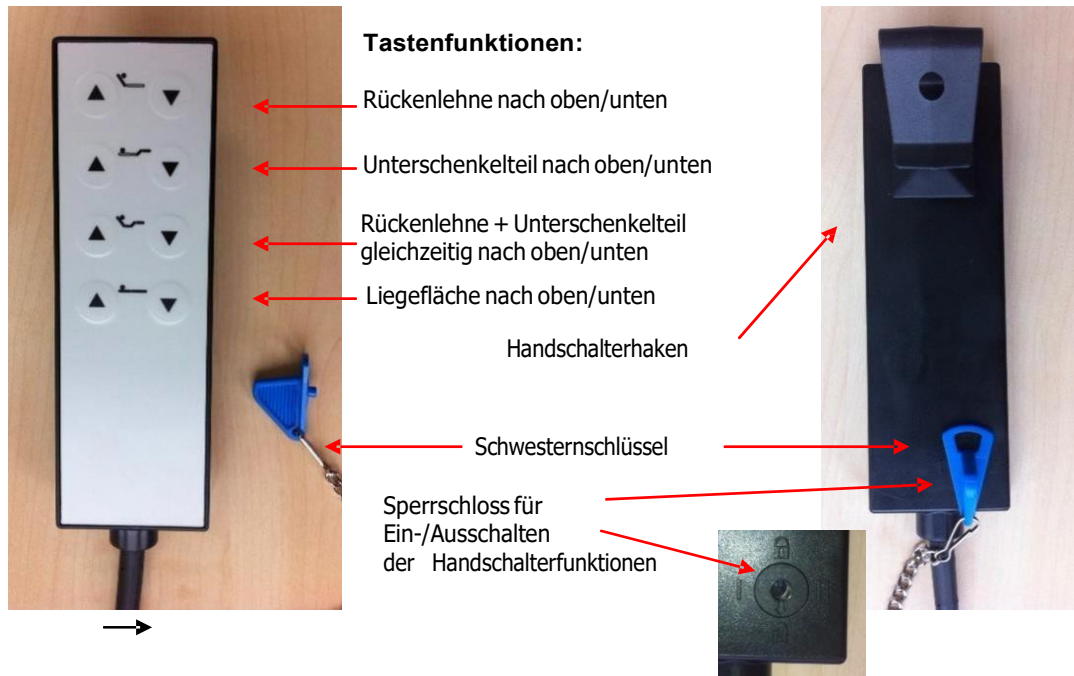 Tastenfunktionen:
Rückenlehne nach oben/unten
Unterschenkelteil nach oben/unten
Rückenlehne + Unterschenkelteil
gleichzeitig nach oben/unten
Liegefläche nach oben/unten
Handschalterhaken
Schwesternschlüssel
Sperrschloss für
Ein-/Ausschalten
der Handschalterfunktionen